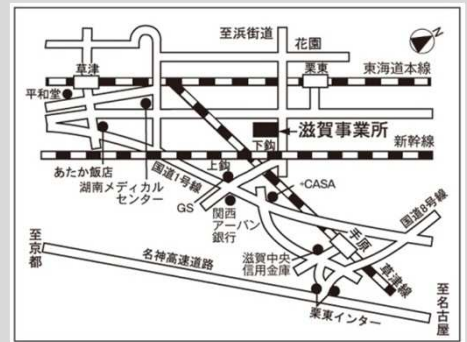 至浜街道
花園
N
草津
栗東
東海道本線
平和堂
下鈎
滋賀事業所
新幹線
あたか飯店
湖南メディカル
センター
国道1号線
上鈎
CASA
GS
関西
アーバン
銀行
国道8号線
手原
滋賀中央
信用金庫
草津線
至京都
名神高速道路
栗東インター
至名古屋